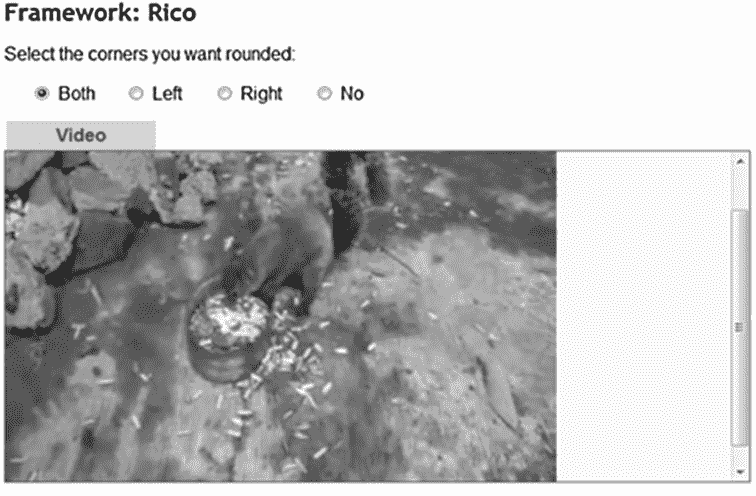 Framework: Rico
Select the corners you want rounded:
Both Left Right No
Video